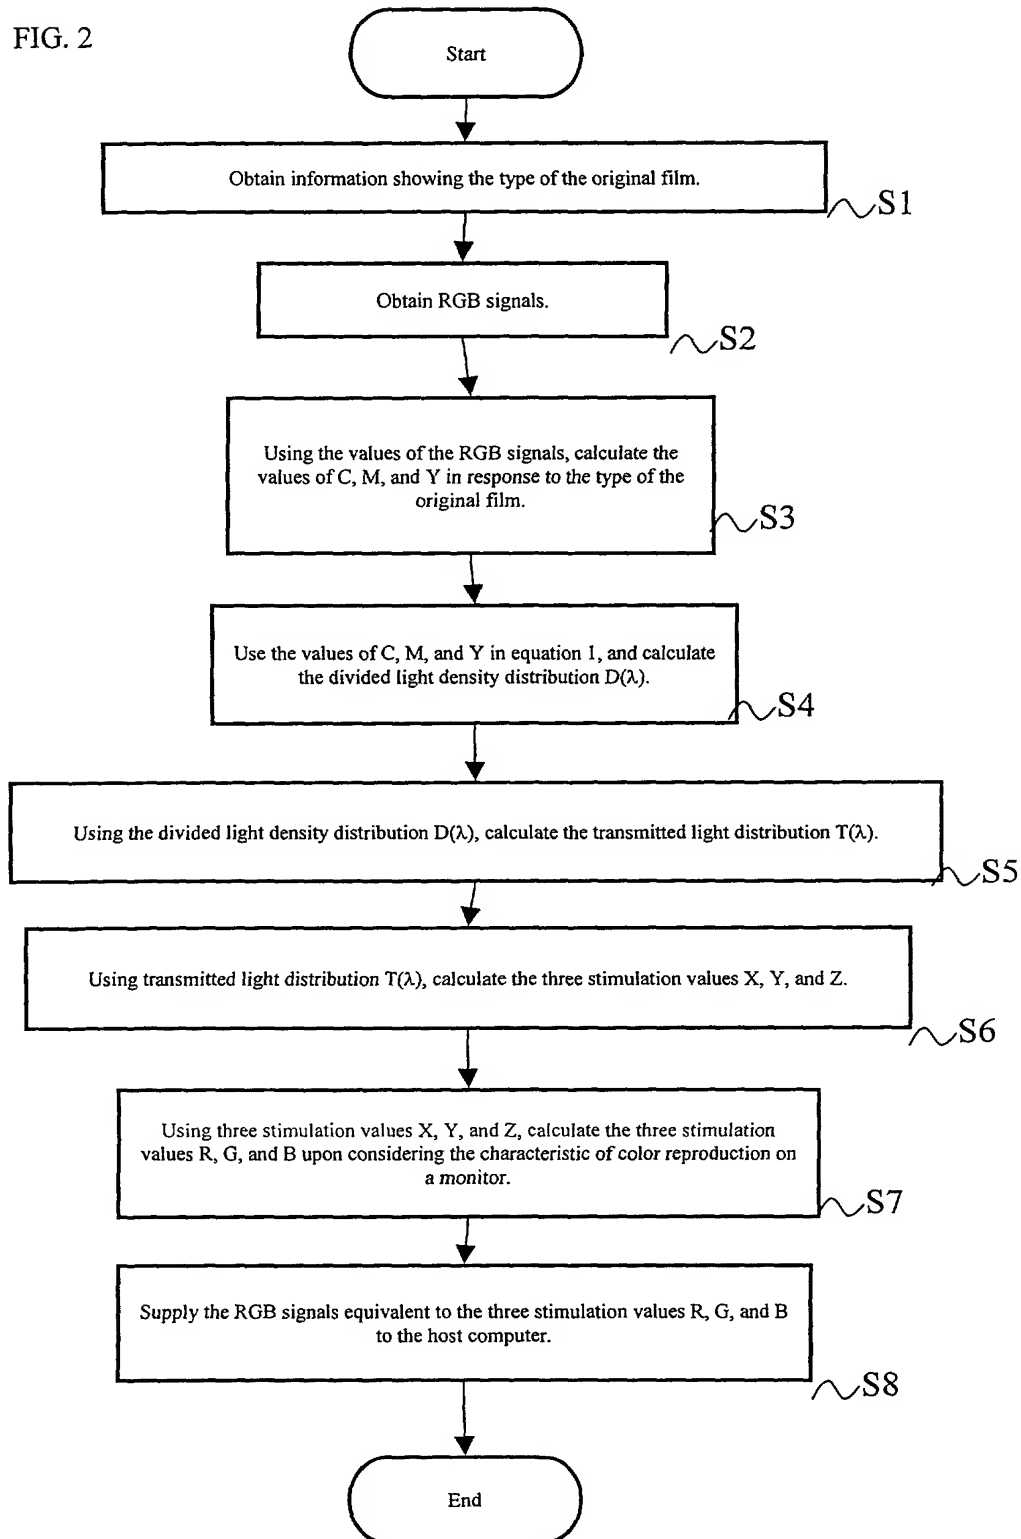 FIG. 2
Start
Obtain information showing the type of the original film.
S1
Obtain RGB signals.
S2
Using the values of the RGB signals, calculate the
values of C, M, and Y in response to the type of the
original film.
S3
Use the values of C, M, and Y in equation 1, and calculate
the divided light density distribution D(λ).
S4
Using the divided light density distribution D(λ), calculate the transmitted light distribution T(λ).
S5
Using transmitted light distribution T(λ), calculate the three stimulation values X, Y, and Z.
S6
Using three stimulation values X, Y, and Z, calculate the three stimulation
values R, G, and B upon considering the characteristic of color reproduction on
a monitor.
S7
Supply the RGB signals equivalent to the three stimulation values R, G, and B
to the host computer.
S8
End